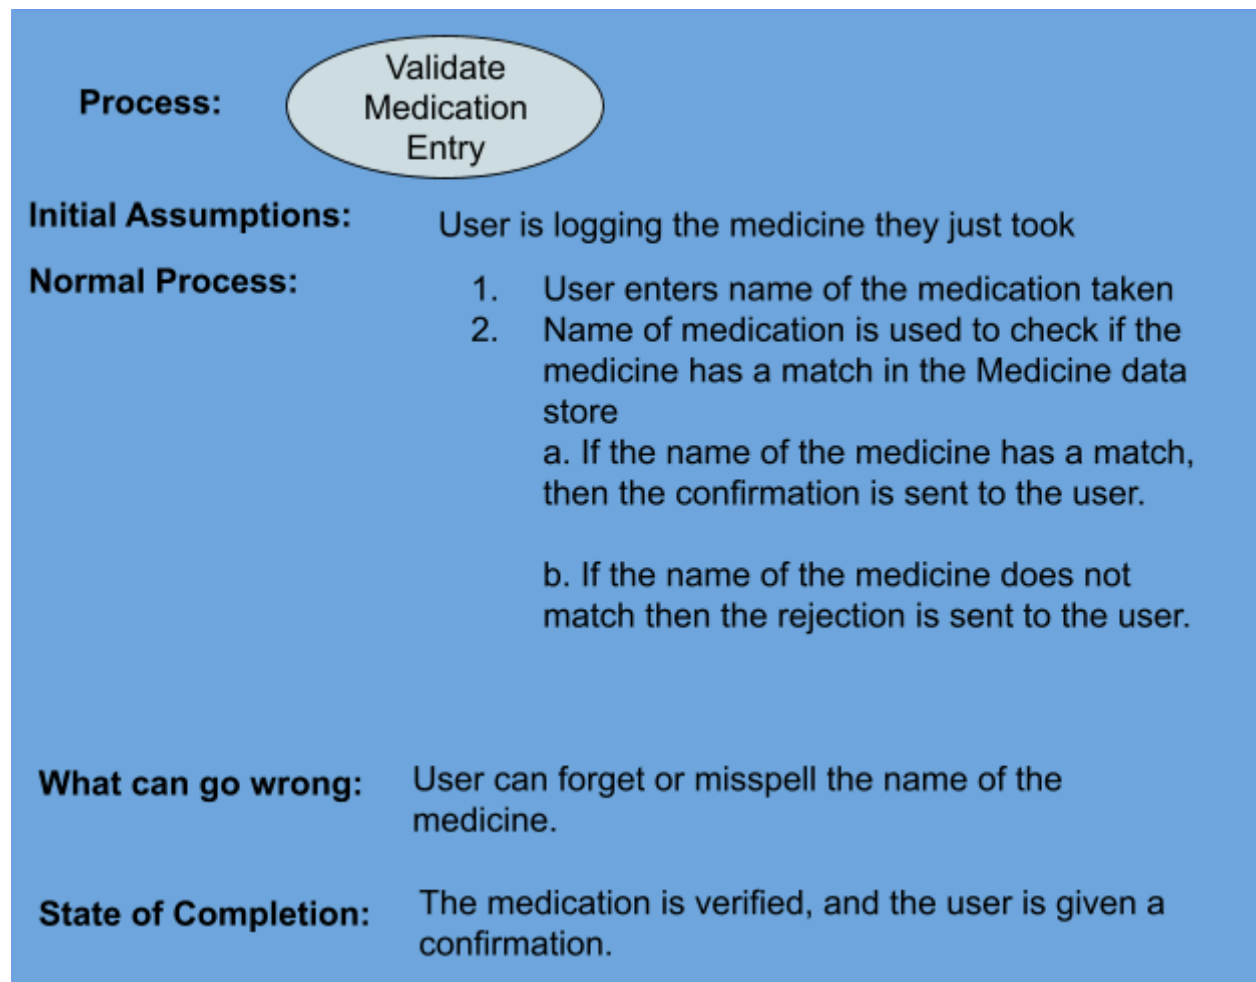 Process:
Validate
Medication
Entry
Initial Assumptions:
User is logging the medicine they just took
Normal Process:
1. User enters name of the medication taken
2. Name of medication is used to check if the
medicine has a match in the Medicine data
store
a. If the name of the medicine has a match,
then the confirmation is sent to the user.
b. If the name of the medicine does not
match then the rejection is sent to the user.
What can go wrong:
User can forget or misspell the name of the
medicine.
State of Completion:
The medication is verified, and the user is given a
confirmation.